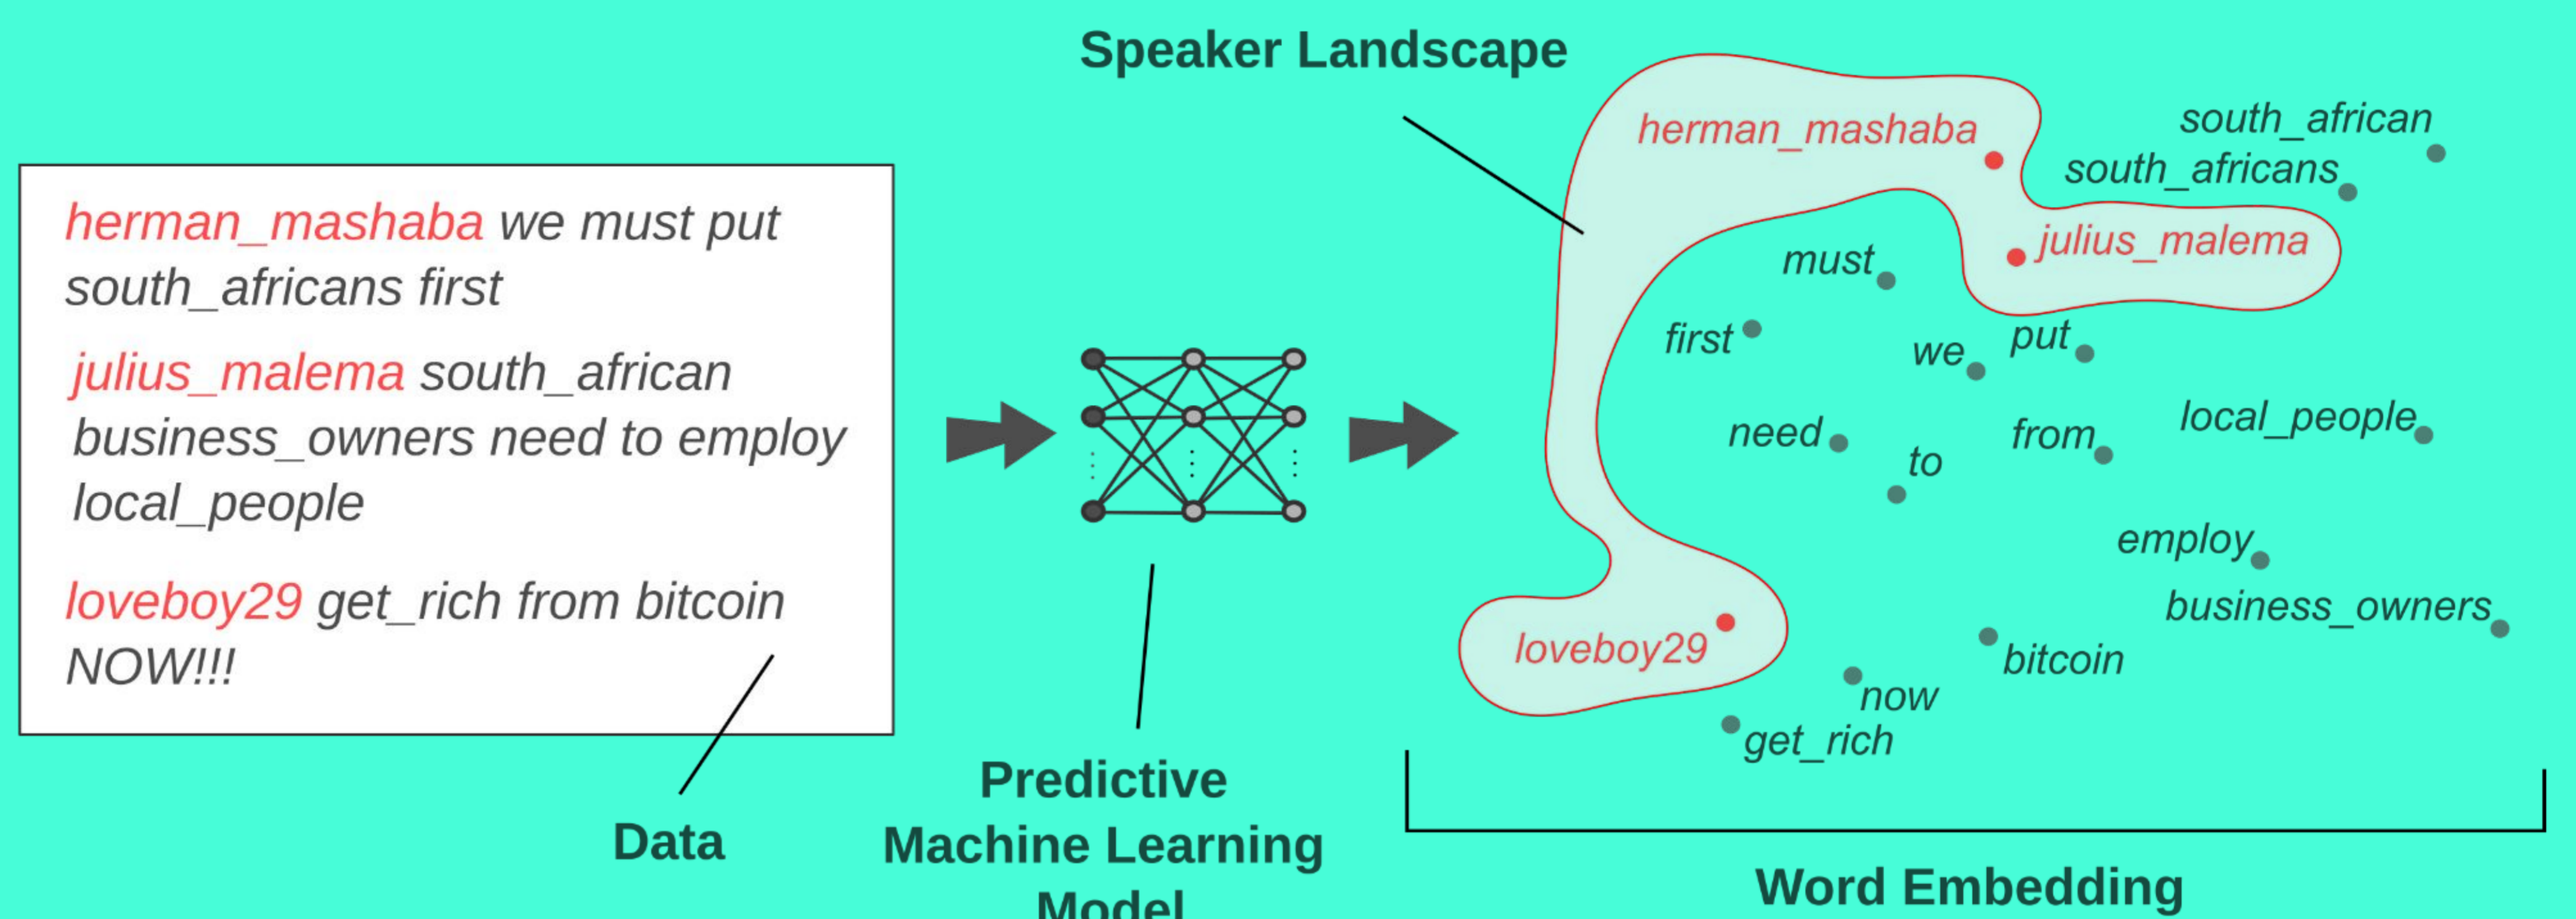 Speaker Landscape
herman_mashaba we must put
south_africans first
julius_malema south_african
business_owners need to employ
local_people
loveboy29 get_rich from bitcoin
NOW!!!
Data
Predictive
Machine Learning
Model
herman_mashaba
south_african
south_africans
julius_malema
must
first
we
put
need
to
from
local_people
employ
business_owners
loveboy29
bitcoin
now
get_rich
Word Embedding